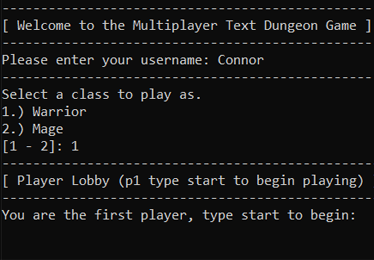 -----------------------------------------------
[ Welcome to the Multiplayer Text Dungeon Game ]
-----------------------------------------------
Please enter your username: Connor
-----------------------------------------------
Select a class to play as.
1.) Warrior
2.) Mage
[1 - 2]: 1
-----------------------------------------------
[ Player Lobby (p1 type start to begin playing)
-----------------------------------------------
You are the first player, type start to begin: